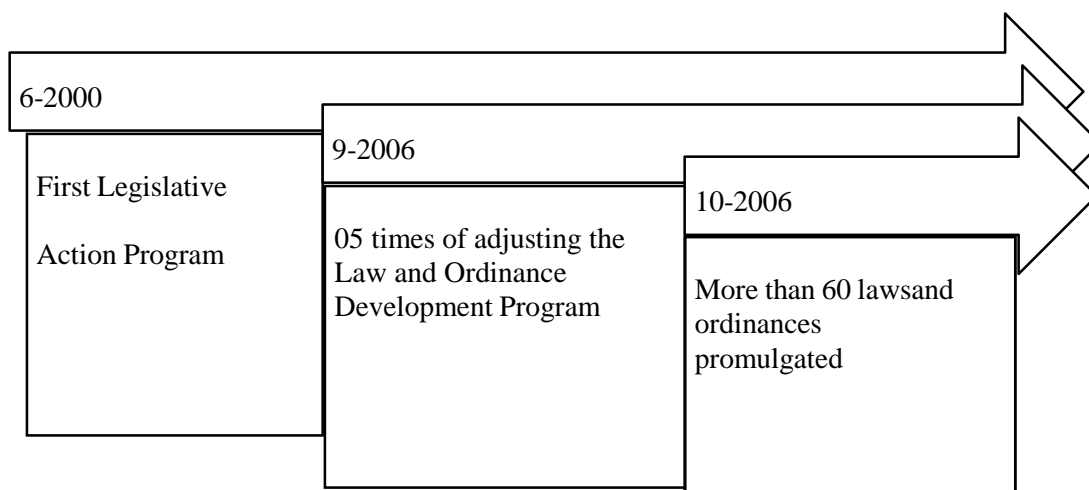 6-2000
First Legislative
Action Program
9-2006
05 times of adjusting the
Law and Ordinance
Development Program
10-2006
More than 60 lawsand
ordinances
promulgated